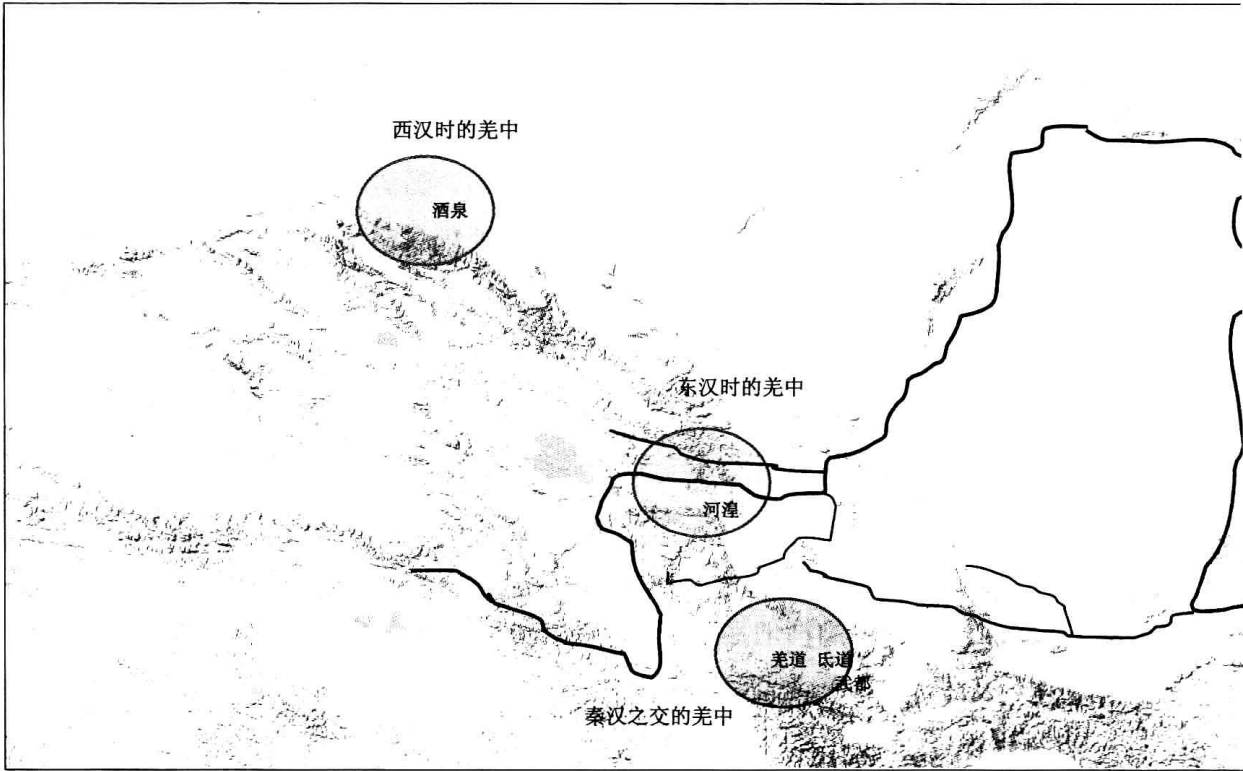 西汉时的羌中
酒泉
东汉时的羌中
河湟
羌道 氐道
武都
秦汉之交的羌中